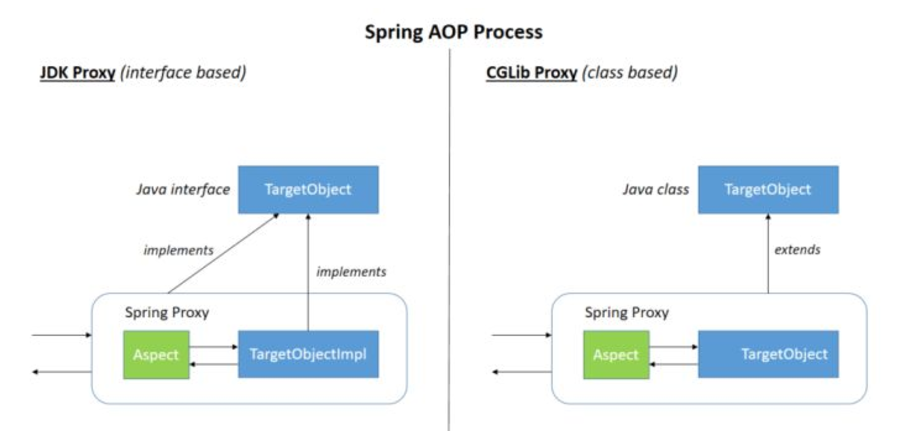 Spring AOP Process
JDK Proxy (interface based)
Java interface
TargetObject
implements
implements
Spring Proxy
Aspect
TargetObjectImpl
CGLib Proxy (class based)
Java class
TargetObject
extends
Spring Proxy
Aspect
TargetObject